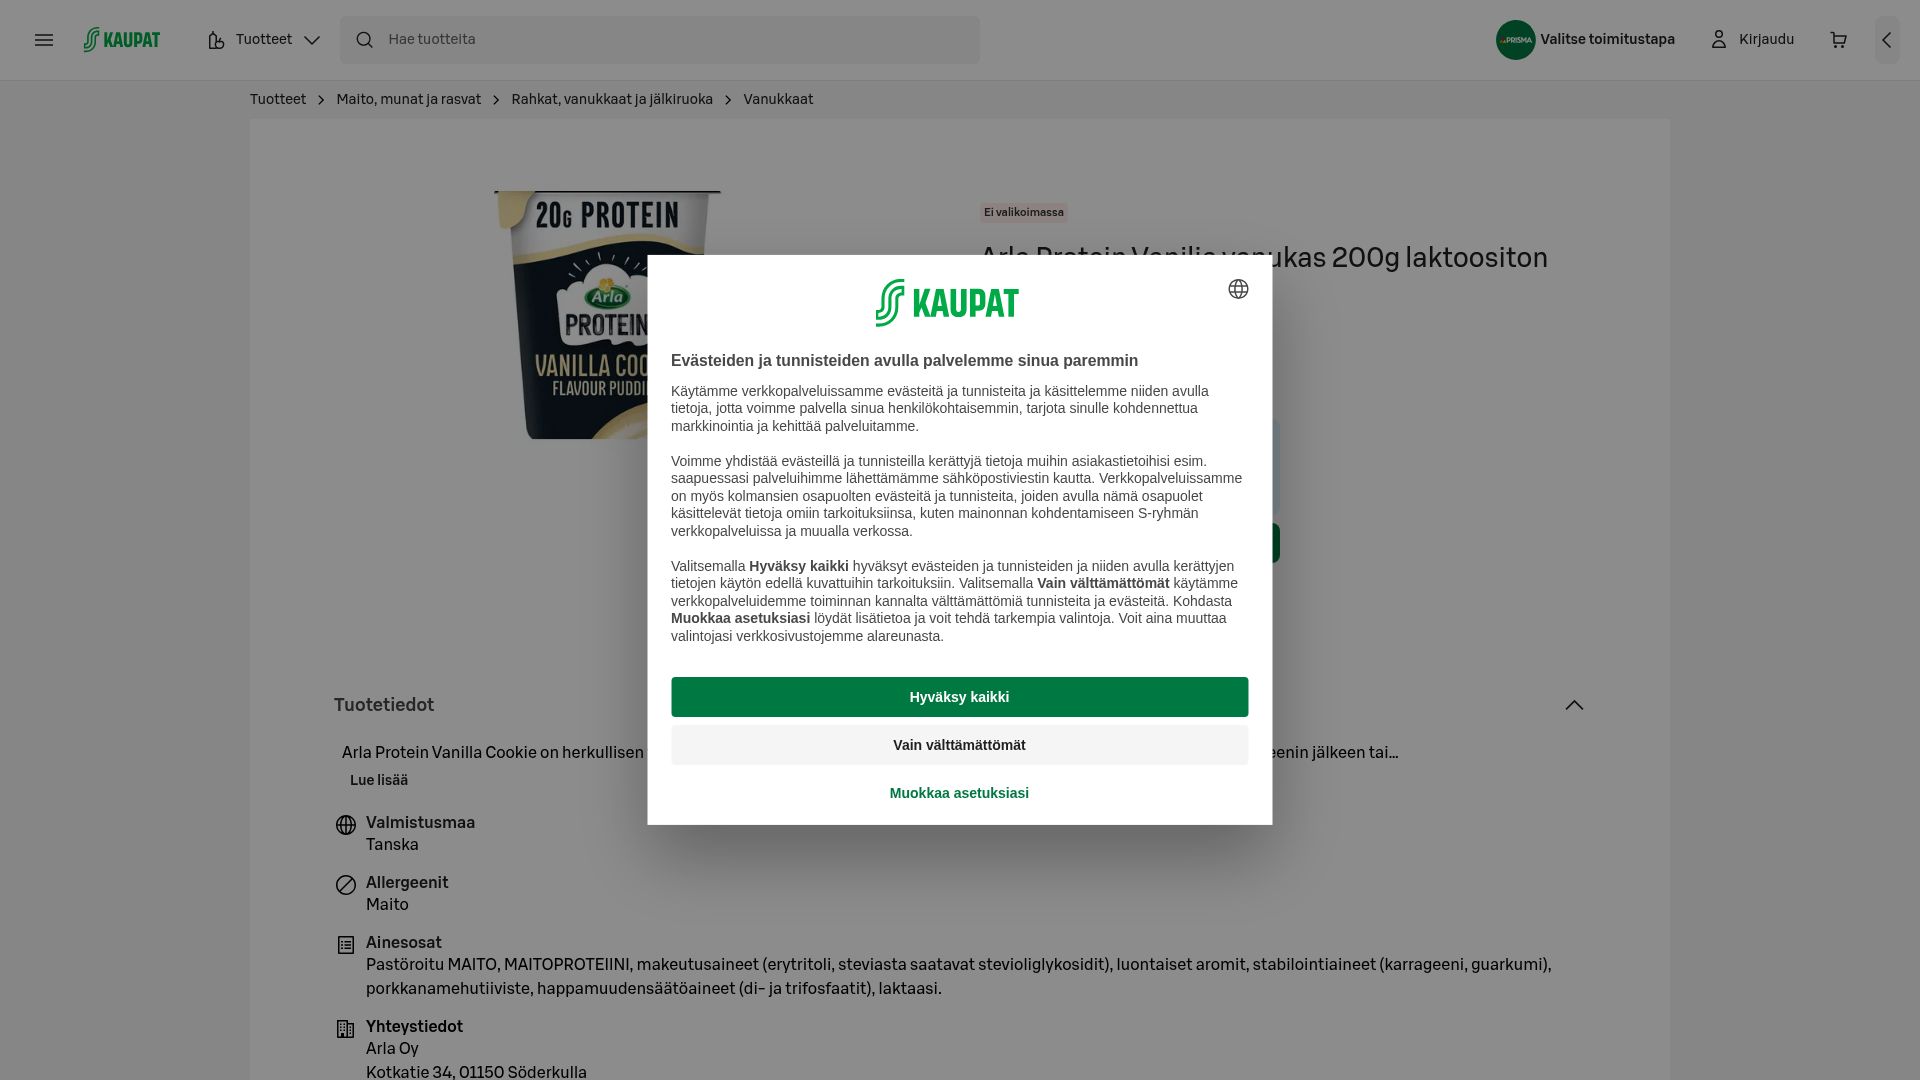 KAUPAT
Tuotteet
Hae tuotteita
PRISMA
Valitse toimitustapa
Kirjaudu
Tuotteet
Maito, munat ja rasvat
Rahkat, vanukkaat ja jälkiruoka
Vanukkaat
20G PROTEIN
Arla
PROTEIN
VANILLA COO
FLAVOUR PUDDI
Ei valikoimassa
Arla Protein Vanilja vanukas 200g laktoositon
KAUPAT
Evästeiden ja tunnisteiden avulla palvelemme sinua paremmin
Käytämme verkkopalveluissamme evästeitä ja tunnisteita ja käsittelemme niiden avulla
tietoja, jotta voimme palvella sinua henkilökohtaisemmin, tarjota sinulle kohdennettua
markkinointia ja kehittää palveluitamme.
Voimme yhdistää evästeillä ja tunnisteilla kerättyjä tietoja muihin asiakastietoihisi esim.
saapuessasi palveluihimme lähettämämme sähköpostiviestin kautta. Verkkopalveluissamme
on myös kolmansien osapuolten evästeitä ja tunnisteita, joiden avulla nämä osapuolet
käsittelevät tietoja omiin tarkoituksiinsa, kuten mainonnan kohdentamiseen S-ryhmän
verkkopalveluissa ja muualla verkossa.
Valitsemalla Hyväksy kaikki hyväksyt evästeiden ja tunnisteiden ja niiden avulla kerättyjen
tietojen käytön edellä kuvattuihin tarkoituksiin. Valitsemalla Vain välttämättömät käytämme
verkkopalveluidemme toiminnan kannalta välttämättömiä tunnisteita ja evästeitä. Kohdasta
Muokkaa asetuksiasi löydät lisätietoa ja voit tehdä tarkempia valintoja. Voit aina muuttaa
valintojasi verkkosivustojemme alareunasta.
Hyväksy kaikki
Vain välttämättömät
Muokkaa asetuksiasi
Tuotetiedot
Arla Protein Vanilla Cookie on herkullisen
eenin jälkeen tai...
Lue lisää
Valmistusmaa
Tanska
Allergeenit
Maito
Ainesosat
Pastöroitu MAITO, MAITOPROTEIINI, makeutusaineet (erytritoli, steviasta saatavat stevioliglykosidit), luontaiset aromit, stabilointiaineet (karrageeni, guarkumi),
porkkanamehutiiviste, happamuudensäätöaineet (di- ja trifosfaatit), laktaasi.
Yhteystiedot
Arla Oy
Kotkatie 34, 01150 Söderkulla